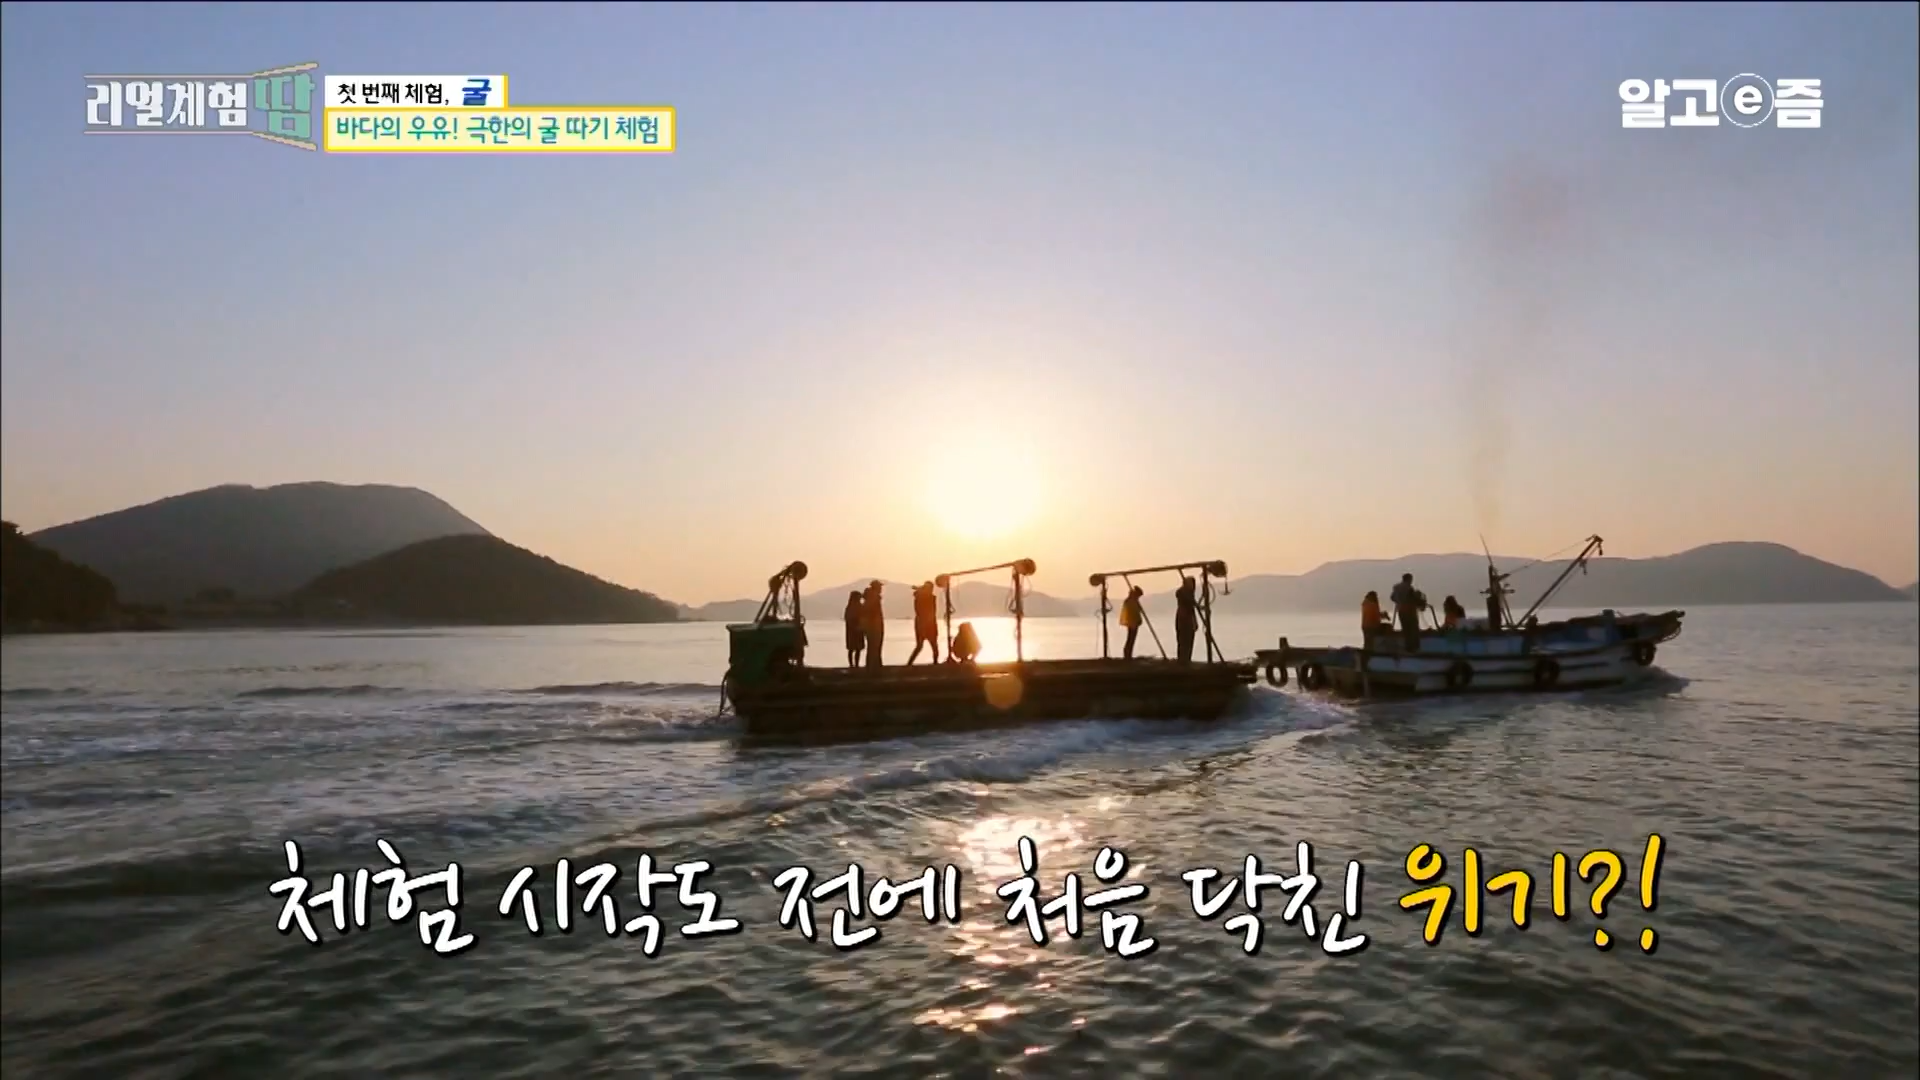 리얼체험 땀
첫 번째 체험, 굴
바다의 우유! 극한의 굴 따기 체험
알고e즘
체험 시작도 전에 처음 닥친 위기?!